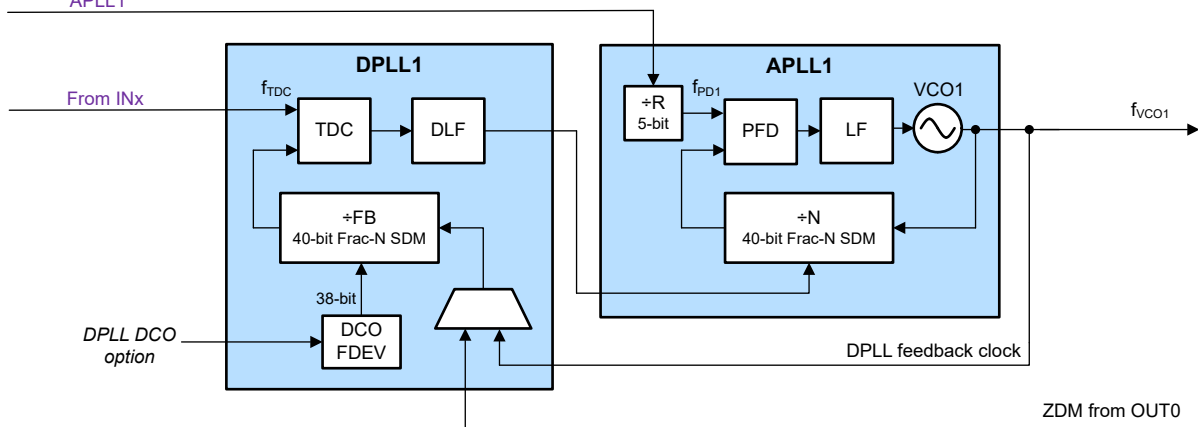 APLL1
DPLL1
APLL1
From INx
fTDC
TDC
DLF
÷R
5-bit
fPD1
PFD
LF
VCO1
fVCO1
÷FB
40-bit Frac-N SDM
÷N
40-bit Frac-N SDM
38-bit
DPLL DCO
option
DCO
FDEV
DPLL feedback clock
ZDM from OUT0